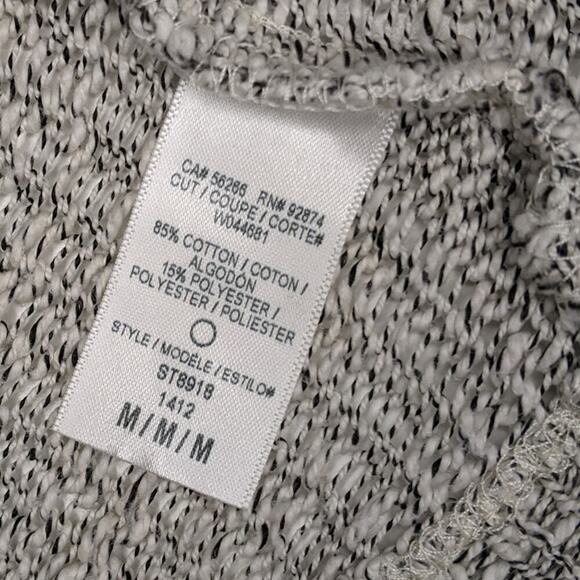 CA# 56266 RN# 92874
CUT / COUPE / CORTE#
W044681
85% COTTON / COTON /
ALGODON
15% POLYESTER /
POLYESTER / POLIESTER
STYLE / MODÈLE / ESTILO#
ST8918
1412
M / M / M